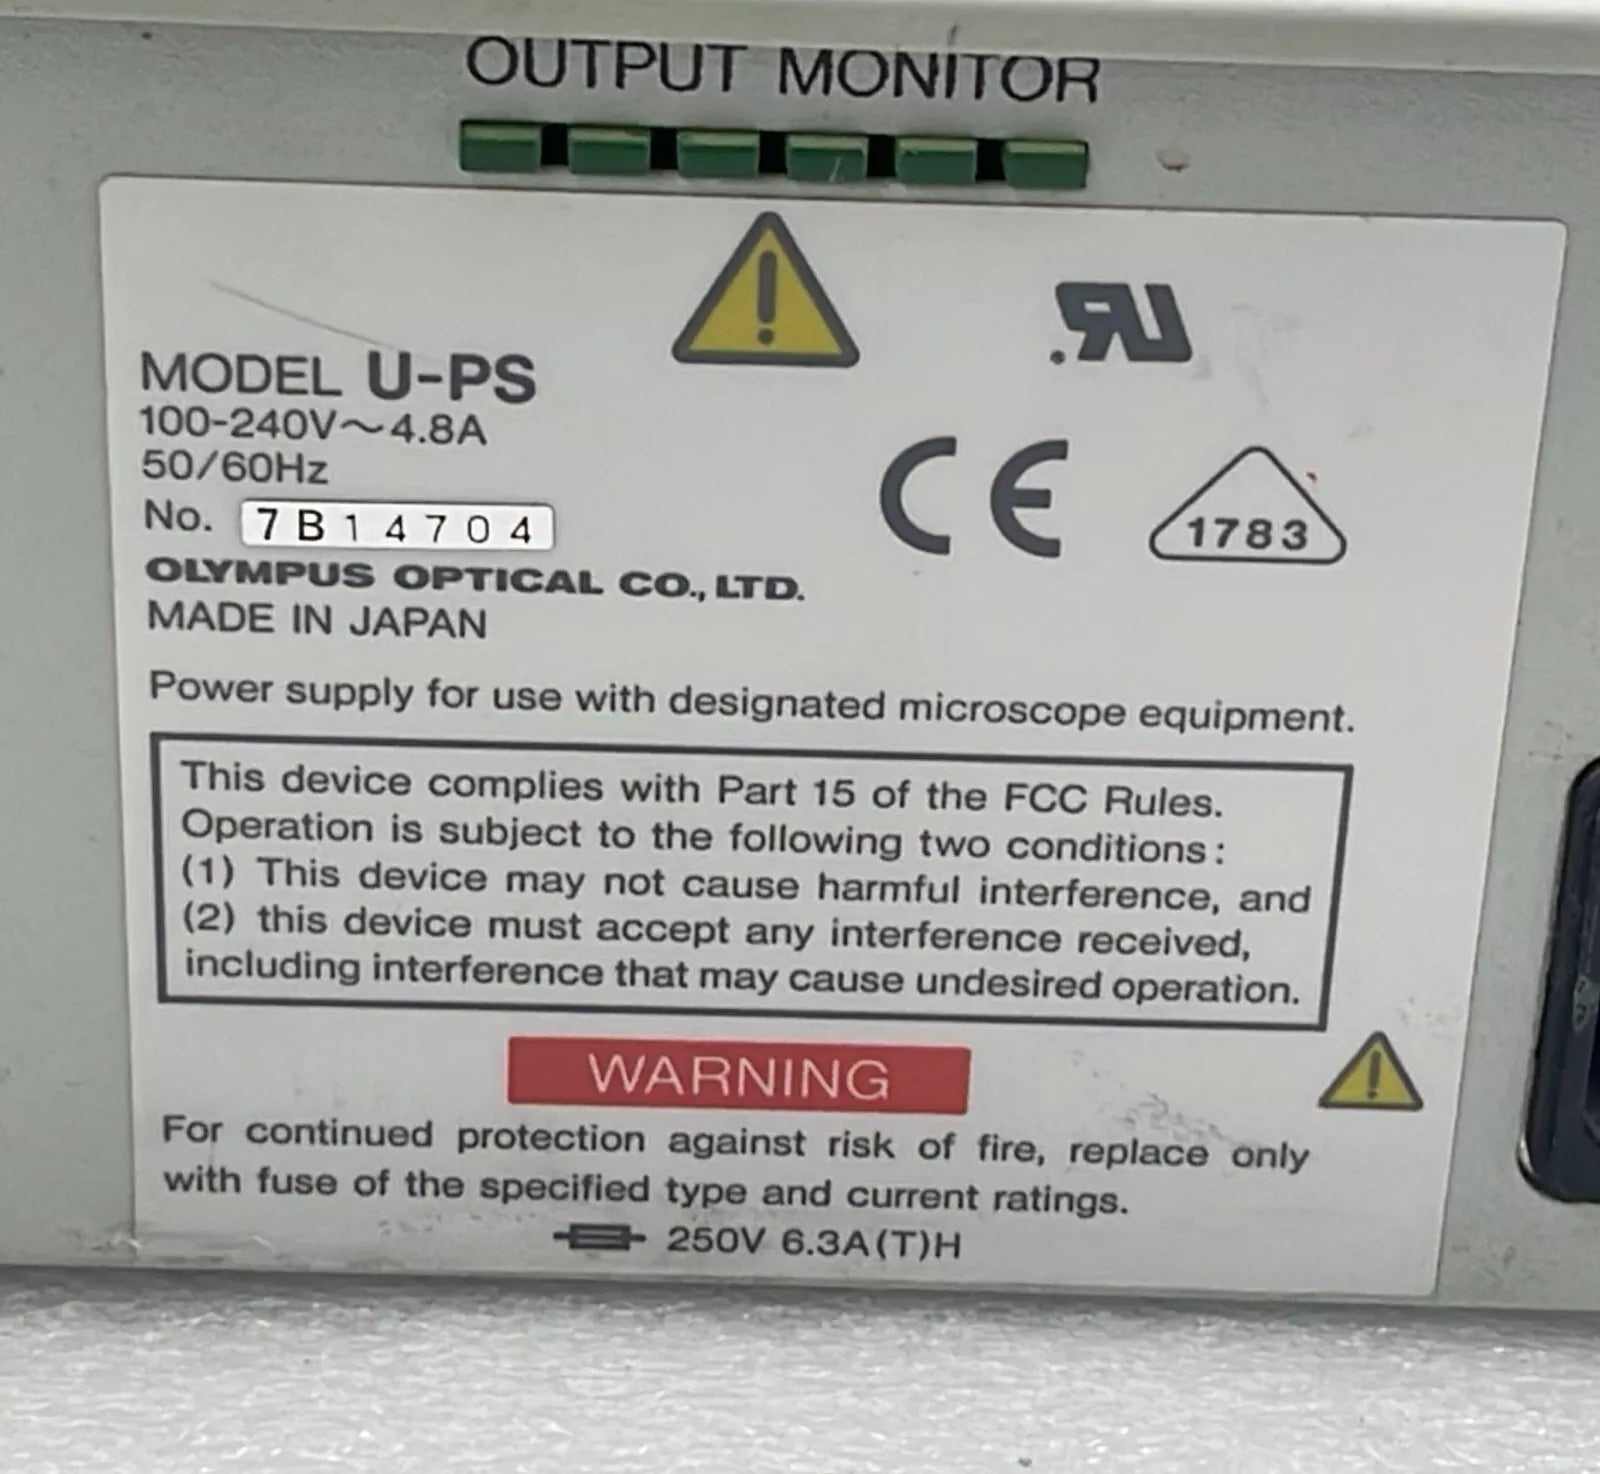 OUTPUT MONITOR
MODEL U-PS
100-240V～4.8A
50/60Hz
No. 7B14704
OLYMPUS OPTICAL CO., LTD.
MADE IN JAPAN
CE
1783
Power supply for use with designated microscope equipment.
This device complies with Part 15 of the FCC Rules.
Operation is subject to the following two conditions:
(1) This device may not cause harmful interference, and
(2) this device must accept any interference received,
including interference that may cause undesired operation.
WARNING
For continued protection against risk of fire, replace only
with fuse of the specified type and current ratings.
250V 6.3A(T)H